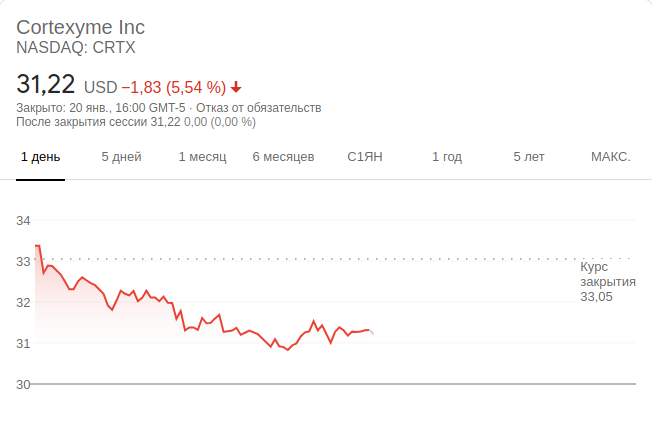 Cortexyme Inc
NASDAQ: CRTX
31,22 USD −1,83 (5,54 %)
Закрыто: 20 янв., 16:00 GMT-5 · Отказ от обязательств
После закрытия сессии 31,22 0,00 (0,00 %)
1 день 5 дней 1 месяц 6 месяцев С1ЯН 1 год 5 лет МАКС.
34
33
Курс
закрытия
33,05
32
31
30